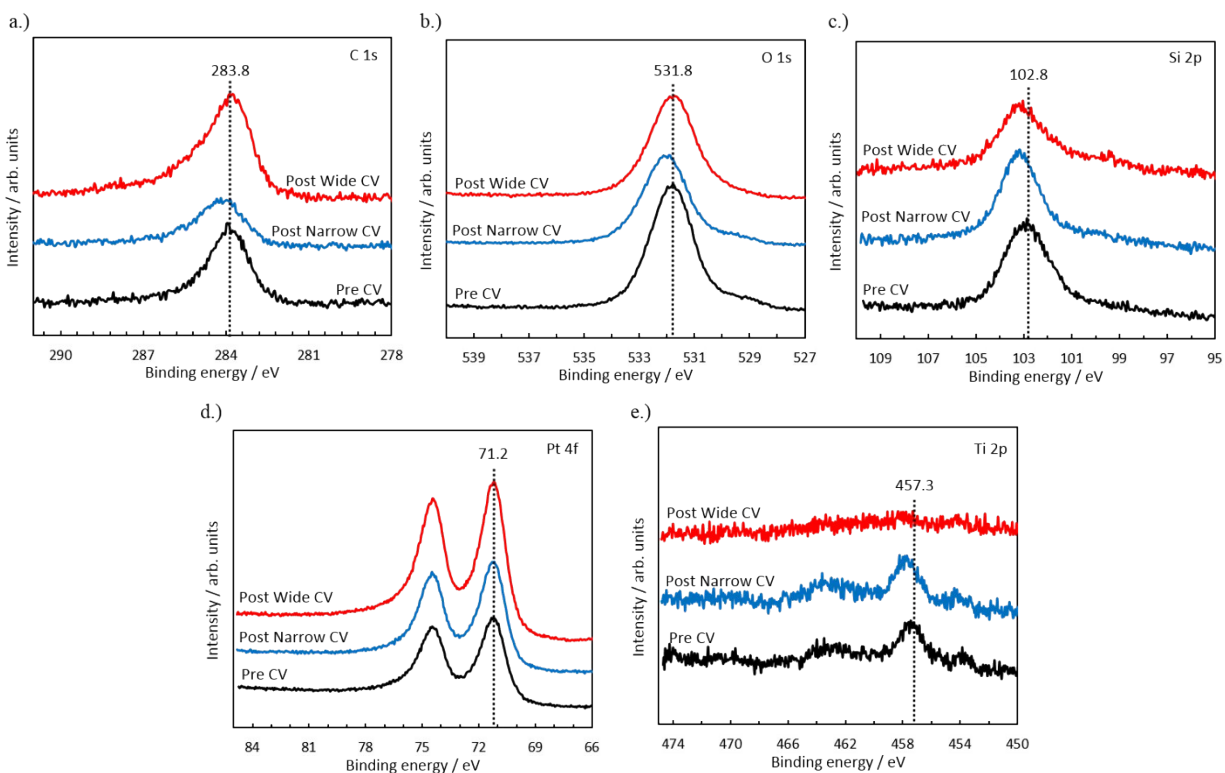 a.)
C 1s
283.8
Post Wide CV
Post Narrow CV
Pre CV
Intensity / arb. units
290 287 284 281 278
Binding energy / eV
b.)
O 1s
531.8
Post Wide CV
Post Narrow CV
Pre CV
Intensity / arb. units
539 537 535 533 531 529 527
Binding energy / eV
c.)
Si 2p
102.8
Post Wide CV
Post Narrow CV
Pre CV
Intensity / arb. units
109 107 105 103 101 99 97 95
Binding energy / eV
d.)
Pt 4f
71.2
Post Wide CV
Post Narrow CV
Pre CV
Intensity / arb. units
84 81 78 75 72 69 66
Binding energy / eV
e.)
Ti 2p
457.3
Post Wide CV
Post Narrow CV
Pre CV
Intensity / arb. units
474 470 466 462 458 454 450
Binding energy / eV